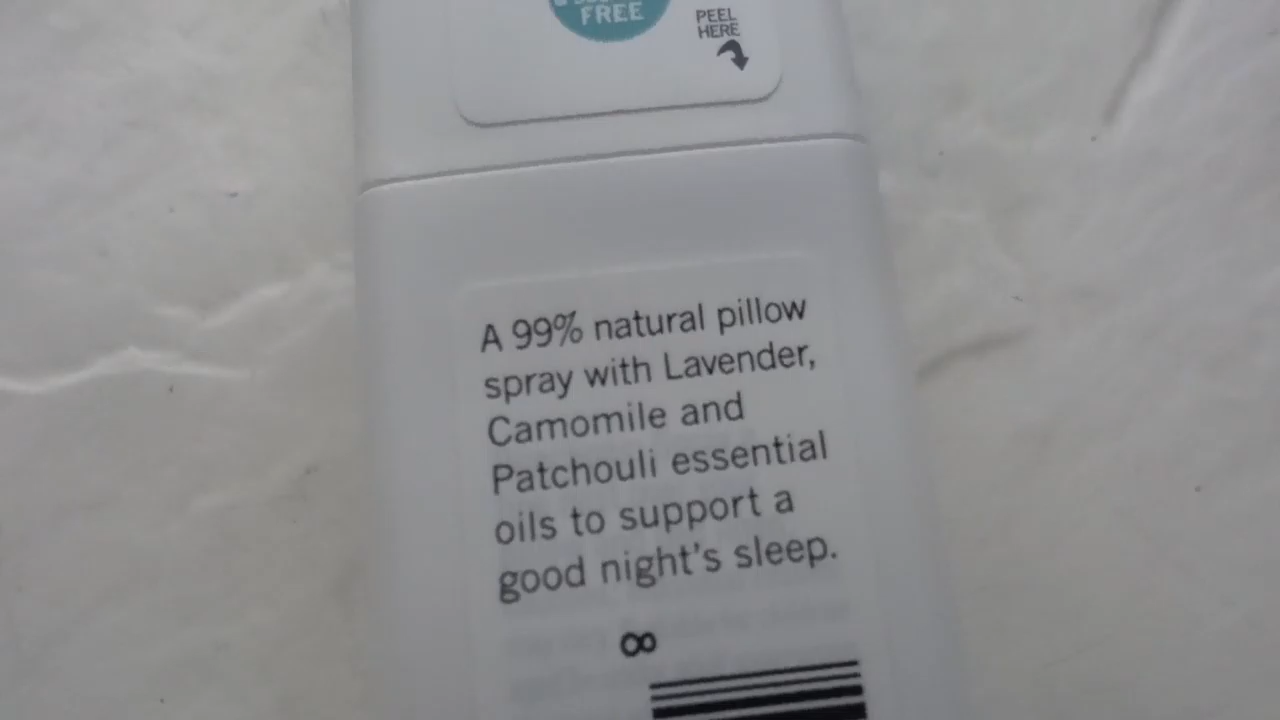 FREE
PEEL
HERE
A 99% natural pillow
spray with Lavender,
Camomile and
Patchouli essential
oils to support a
good night's sleep.
8